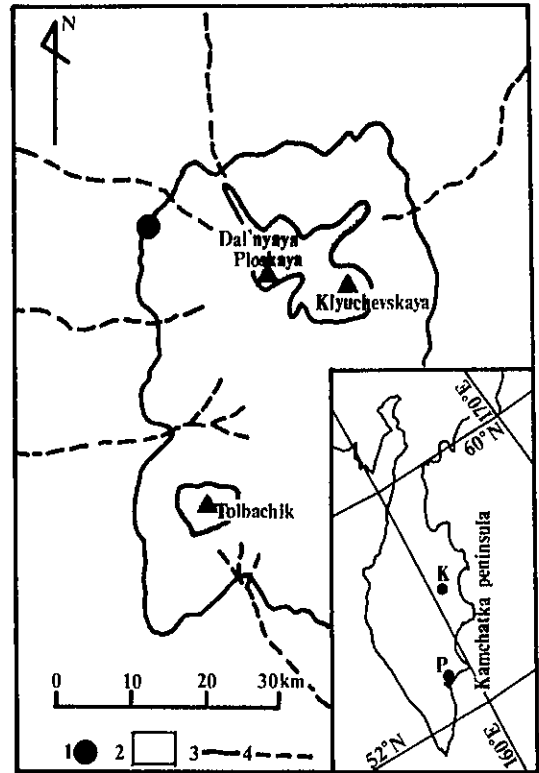 N
Dal'nyaya
Ploskaya
Klyuchevskaya
Tolbachik
170°E
60°N
K
Kamchatka peninsula
P
52°N
160°E
0 10 20 30km
1 2 3 4